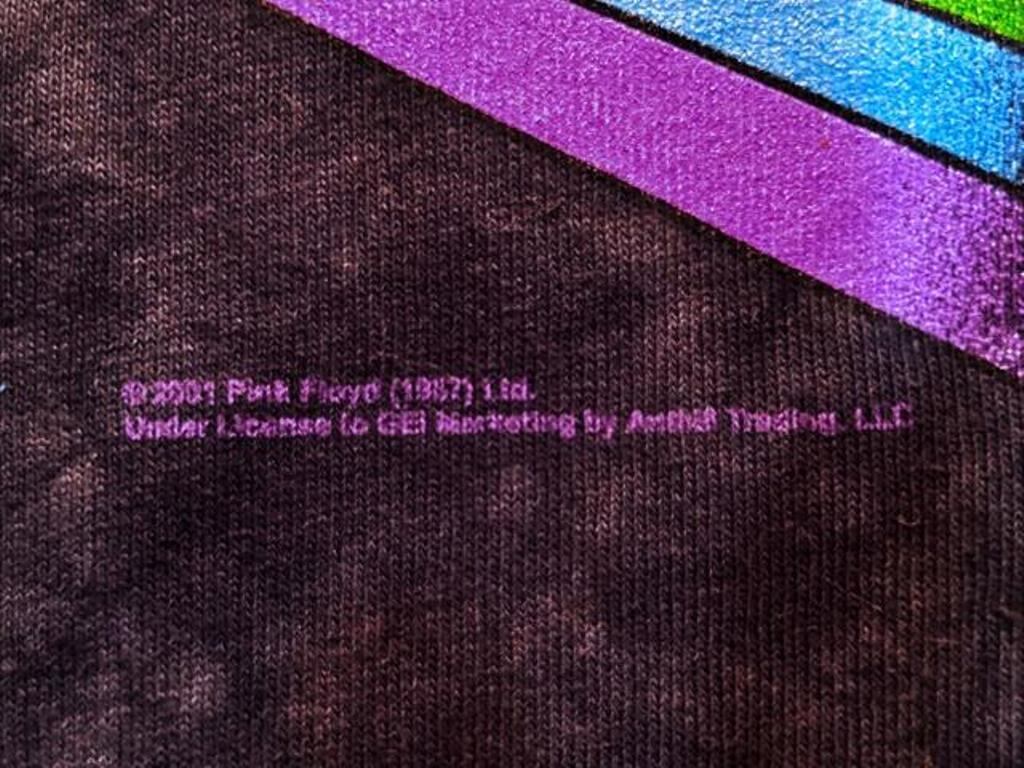 ©2001 Pink Floyd (1987) Ltd.
Under License to GEI Marketing by Anthill Trading, LLC